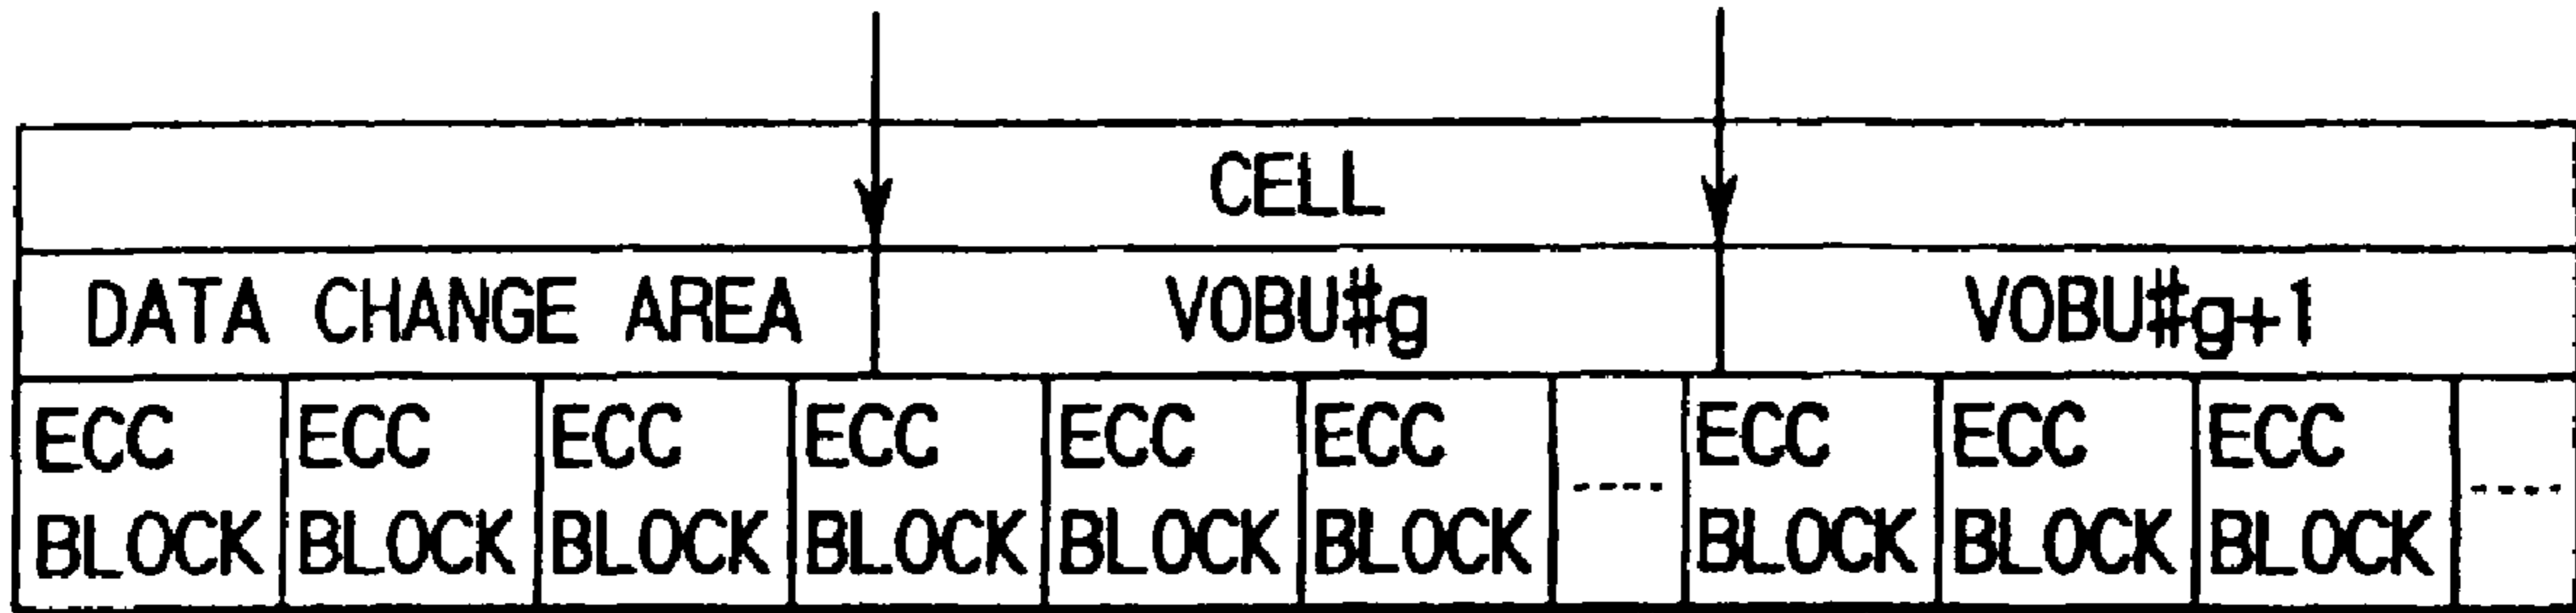 CELL
DATA CHANGE AREA VOBU#g VOBU#g+1
ECC ECC ECC ECC ECC ECC ECC ECC ECC
BLOCK BLOCK BLOCK BLOCK BLOCK BLOCK ---- BLOCK BLOCK BLOCK ----